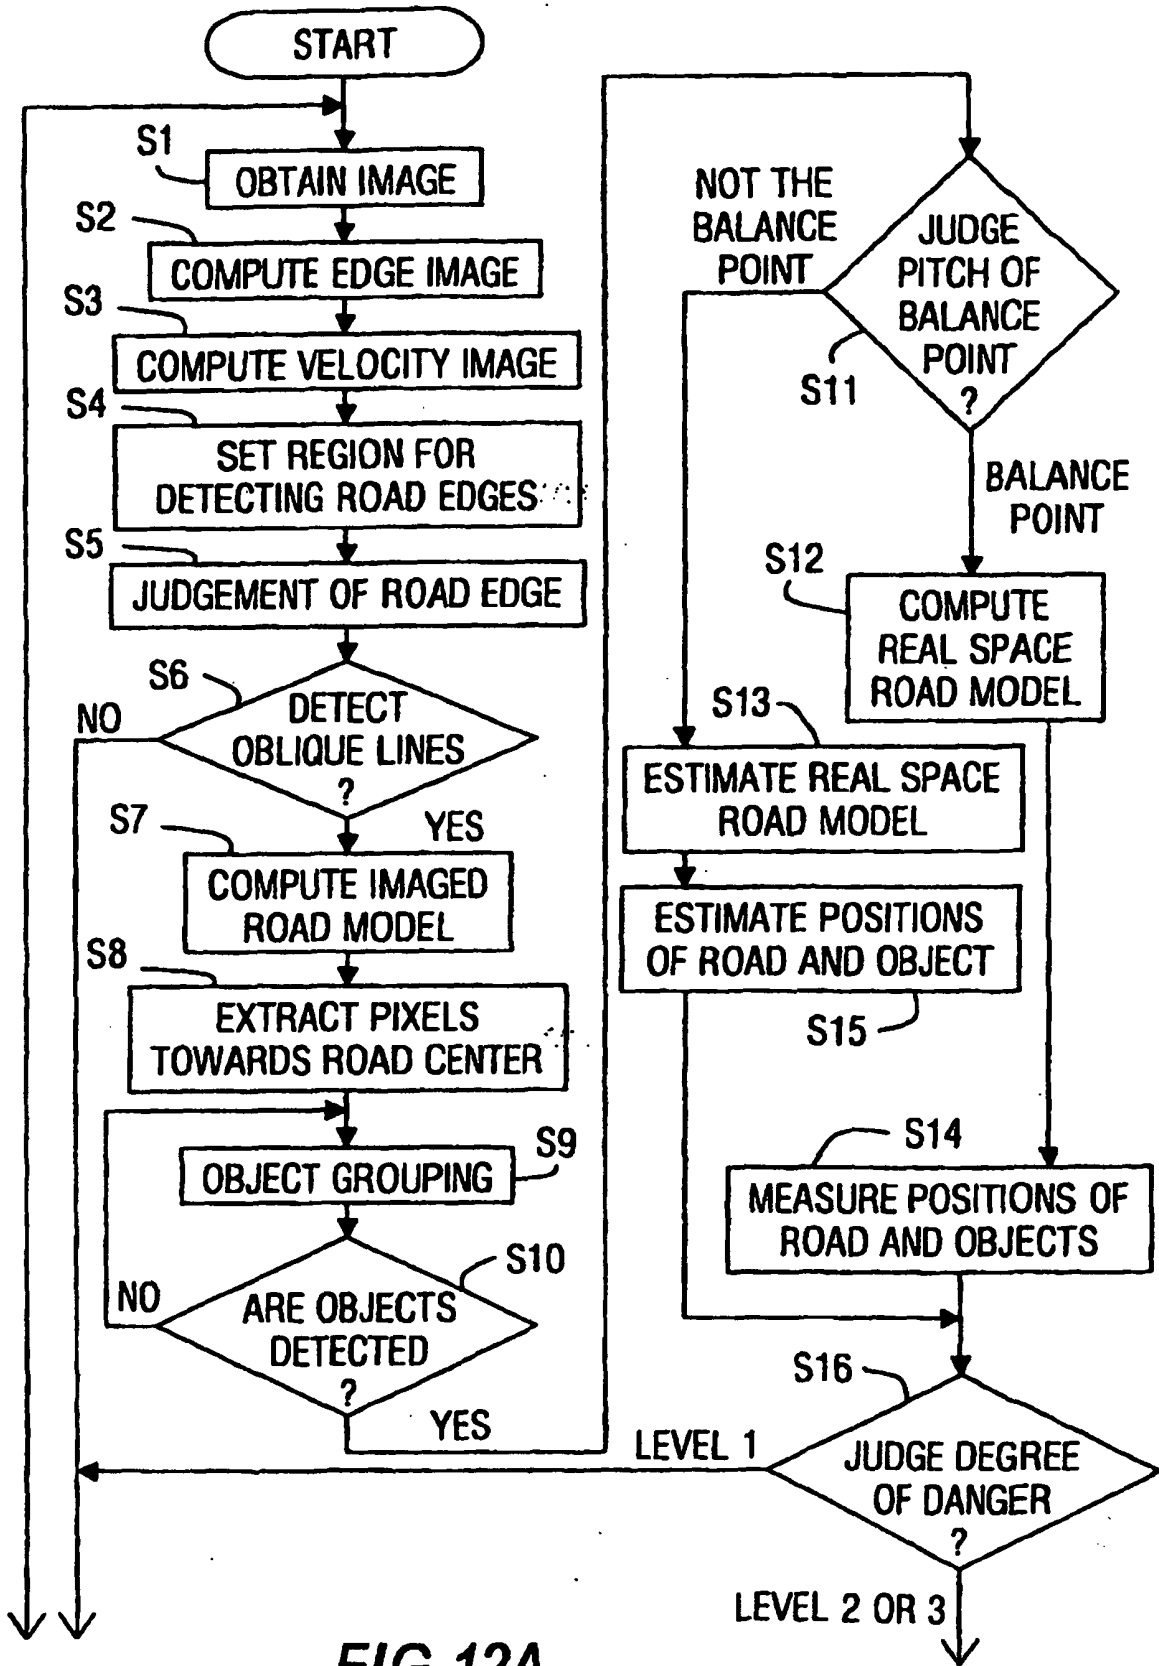 START
S1
OBTAIN IMAGE
S2
COMPUTE EDGE IMAGE
S3
COMPUTE VELOCITY IMAGE
S4
SET REGION FOR
DETECTING ROAD EDGES
S5
JUDGEMENT OF ROAD EDGE
S6
NO
DETECT
OBLIQUE LINES
?
YES
S7
COMPUTE IMAGED
ROAD MODEL
S8
EXTRACT PIXELS
TOWARDS ROAD CENTER
S9
OBJECT GROUPING
S10
NO
ARE OBJECTS
DETECTED
?
YES
NOT THE
BALANCE
POINT
JUDGE
PITCH OF
BALANCE
POINT
?
S11
BALANCE
POINT
S12
COMPUTE
REAL SPACE
ROAD MODEL
S13
ESTIMATE REAL SPACE
ROAD MODEL
ESTIMATE POSITIONS
OF ROAD AND OBJECT
S15
S14
MEASURE POSITIONS OF
ROAD AND OBJECTS
S16
LEVEL 1
JUDGE DEGREE
OF DANGER
?
LEVEL 2 OR 3
FIG. 12A